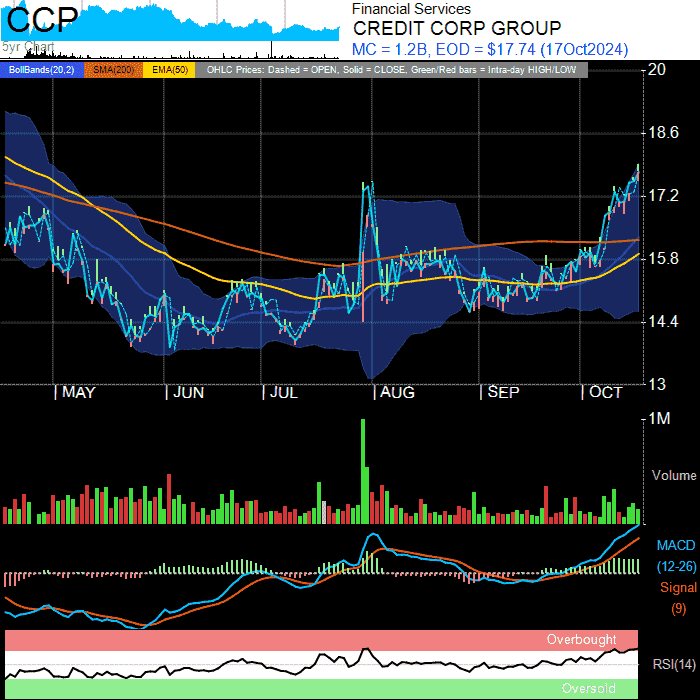 CCP
5yr Chart
Financial Services
CREDIT CORP GROUP
MC = 1.2B, EOD = $17.74 (17Oct2024)
BollBands(20,2) SMA(200) EMA(50) OHLC Prices: Dashed = OPEN, Solid = CLOSE, Green/Red bars = Intra-day HIGH/LOW
20
18.6
17.2
15.8
14.4
13
| MAY | JUN | JUL | AUG | SEP | OCT
1M
Volume
MACD
(12-26)
Signal
(9)
Overbought
RSI(14)
Oversold